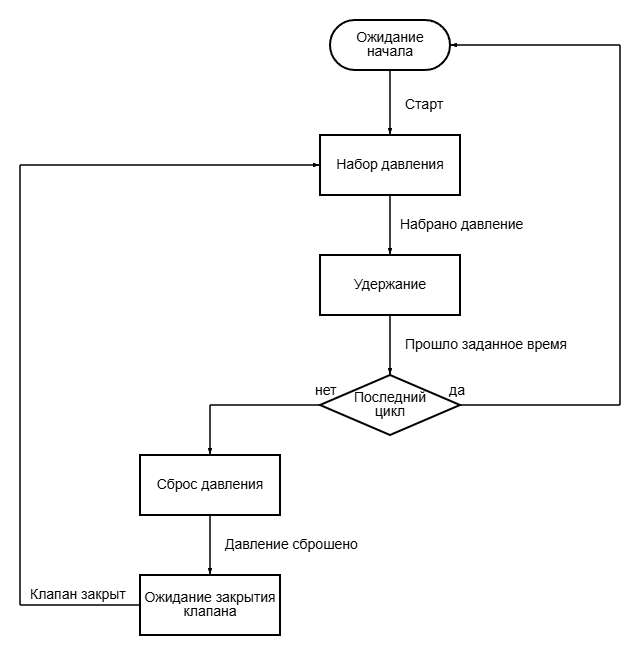 Ожидание
начала
Старт
Набор давления
Набрано давление
Удержание
Прошло заданное время
нет
да
Последний
цикл
Сброс давления
Давление сброшено
Клапан закрыт
Ожидание закрытия
клапана